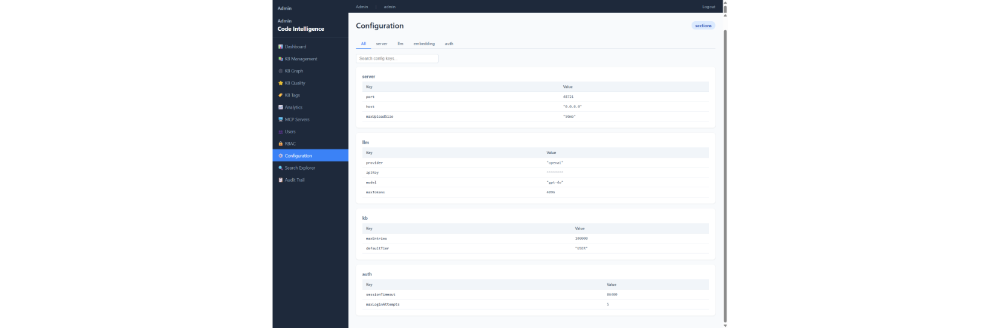 Admin
Admin
Code Intelligence
Dashboard
KB Management
KB Graph
KB Quality
KB Tags
Analytics
MCP Servers
Users
RBAC
Configuration
Search Explorer
Audit Trail
Admin | admin Logout
Configuration sections
All server llm embedding auth
Search config keys.
server
Key Value
port 48721
host "0.0.0.0"
maxUploadSize "50mb"
llm
Key Value
provider "openai"
apiKey ********
model "gpt-4o"
maxTokens 4096
kb
Key Value
maxEntries 100000
defaultTier "USER"
auth
Key Value
sessionTimeout 86400
maxLoginAttempts 5